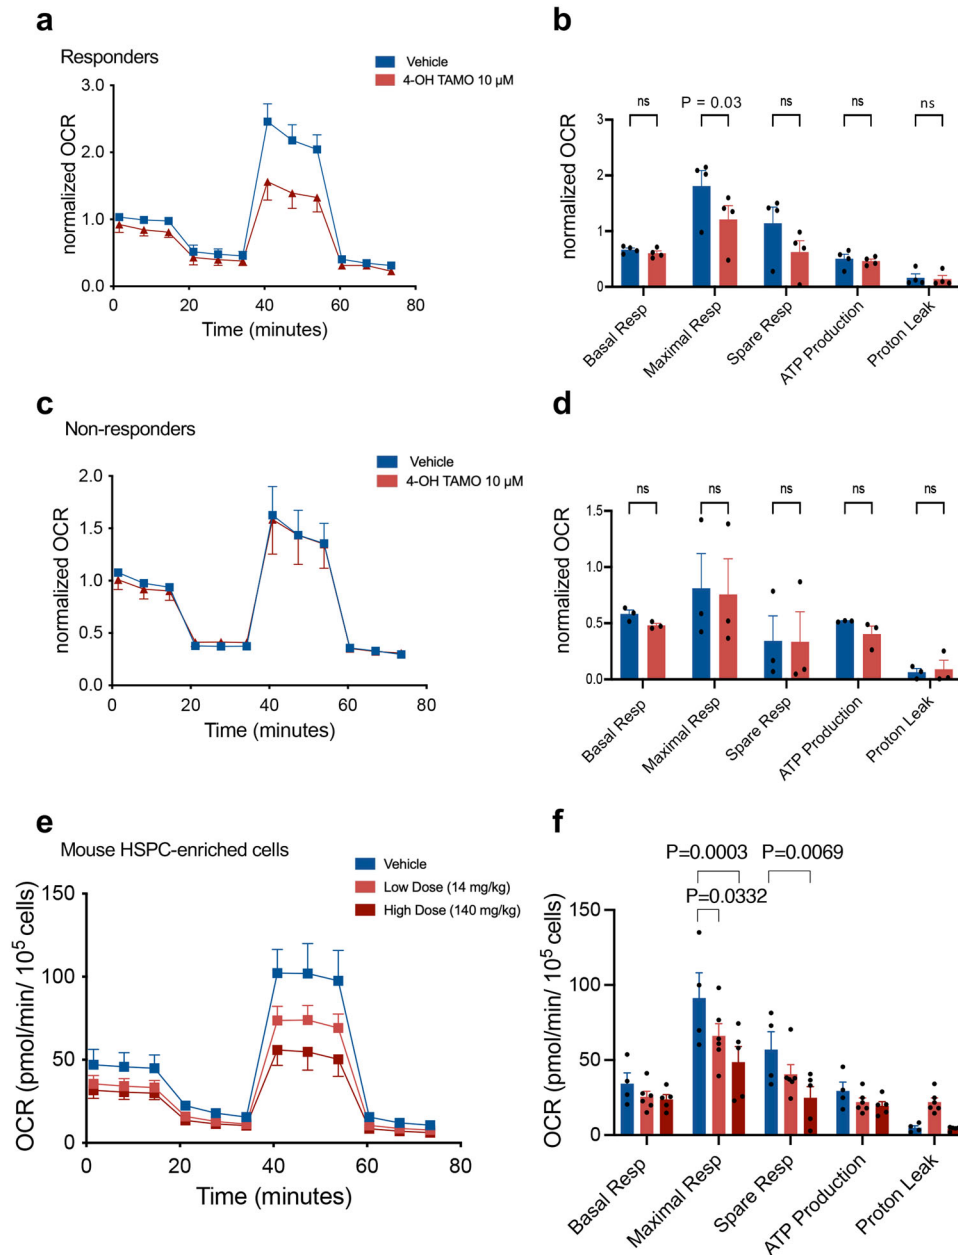 a
Responders
Vehicle
4-OH TAMO 10 µM
normalized OCR
3.0
2.0
1.0
0.0
0
20
40
60
80
Time (minutes)
b
ns
P = 0.03
ns
ns
ns
normalized OCR
3
2
1
0
Basal Resp
Maximal Resp
Spare Resp
ATP Production
Proton Leak
c
Non-responders
Vehicle
4-OH TAMO 10 µM
normalized OCR
2.0
1.5
1.0
0.5
0.0
0
20
40
60
80
Time (minutes)
d
ns
ns
ns
ns
ns
normalized OCR
1.5
1.0
0.5
0.0
Basal Resp
Maximal Resp
Spare Resp
ATP Production
Proton Leak
e
Mouse HSPC-enriched cells
Vehicle
Low Dose (14 mg/kg)
High Dose (140 mg/kg)
OCR (pmol/min/ 10⁵ cells)
150
100
50
0
0
20
40
60
80
Time (minutes)
f
P=0.0003
P=0.0069
P=0.0332
OCR (pmol/min/ 10⁵ cells)
150
100
50
0
Basal Resp
Maximal Resp
Spare Resp
ATP Production
Proton Leak